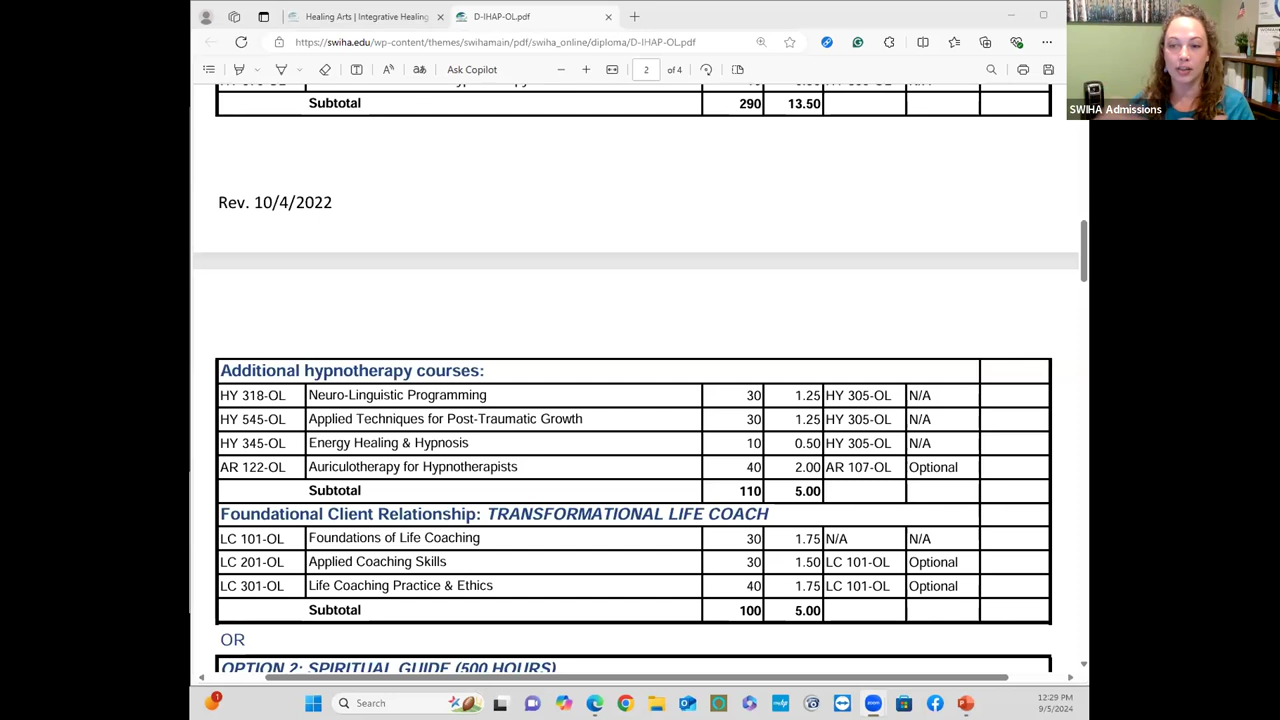 Healing Arts | Integrative Healing
D-IHAP-OL.pdf
https://swiha.edu/wp-content/themes/swihamain/pdf/swiha_online/diploma/D-IHAP-OL.pdf
Ask Copilot
2 of 4
SWIHA Admissions
Subtotal 290 13.50
Rev. 10/4/2022
Additional hypnotherapy courses:
HY 318-OL Neuro-Linguistic Programming 30 1.25 HY 305-OL N/A
HY 545-OL Applied Techniques for Post-Traumatic Growth 30 1.25 HY 305-OL N/A
HY 345-OL Energy Healing & Hypnosis 10 0.50 HY 305-OL N/A
AR 122-OL Auriculotherapy for Hypnotherapists 40 2.00 AR 107-OL Optional
Subtotal 110 5.00
Foundational Client Relationship: TRANSFORMATIONAL LIFE COACH
LC 101-OL Foundations of Life Coaching 30 1.75 N/A N/A
LC 201-OL Applied Coaching Skills 30 1.50 LC 101-OL Optional
LC 301-OL Life Coaching Practice & Ethics 40 1.75 LC 101-OL Optional
Subtotal 100 5.00
OR
OPTION 2: SPIRITUAL GUIDE (500 HOURS)
Search
12:29 PM
9/5/2024